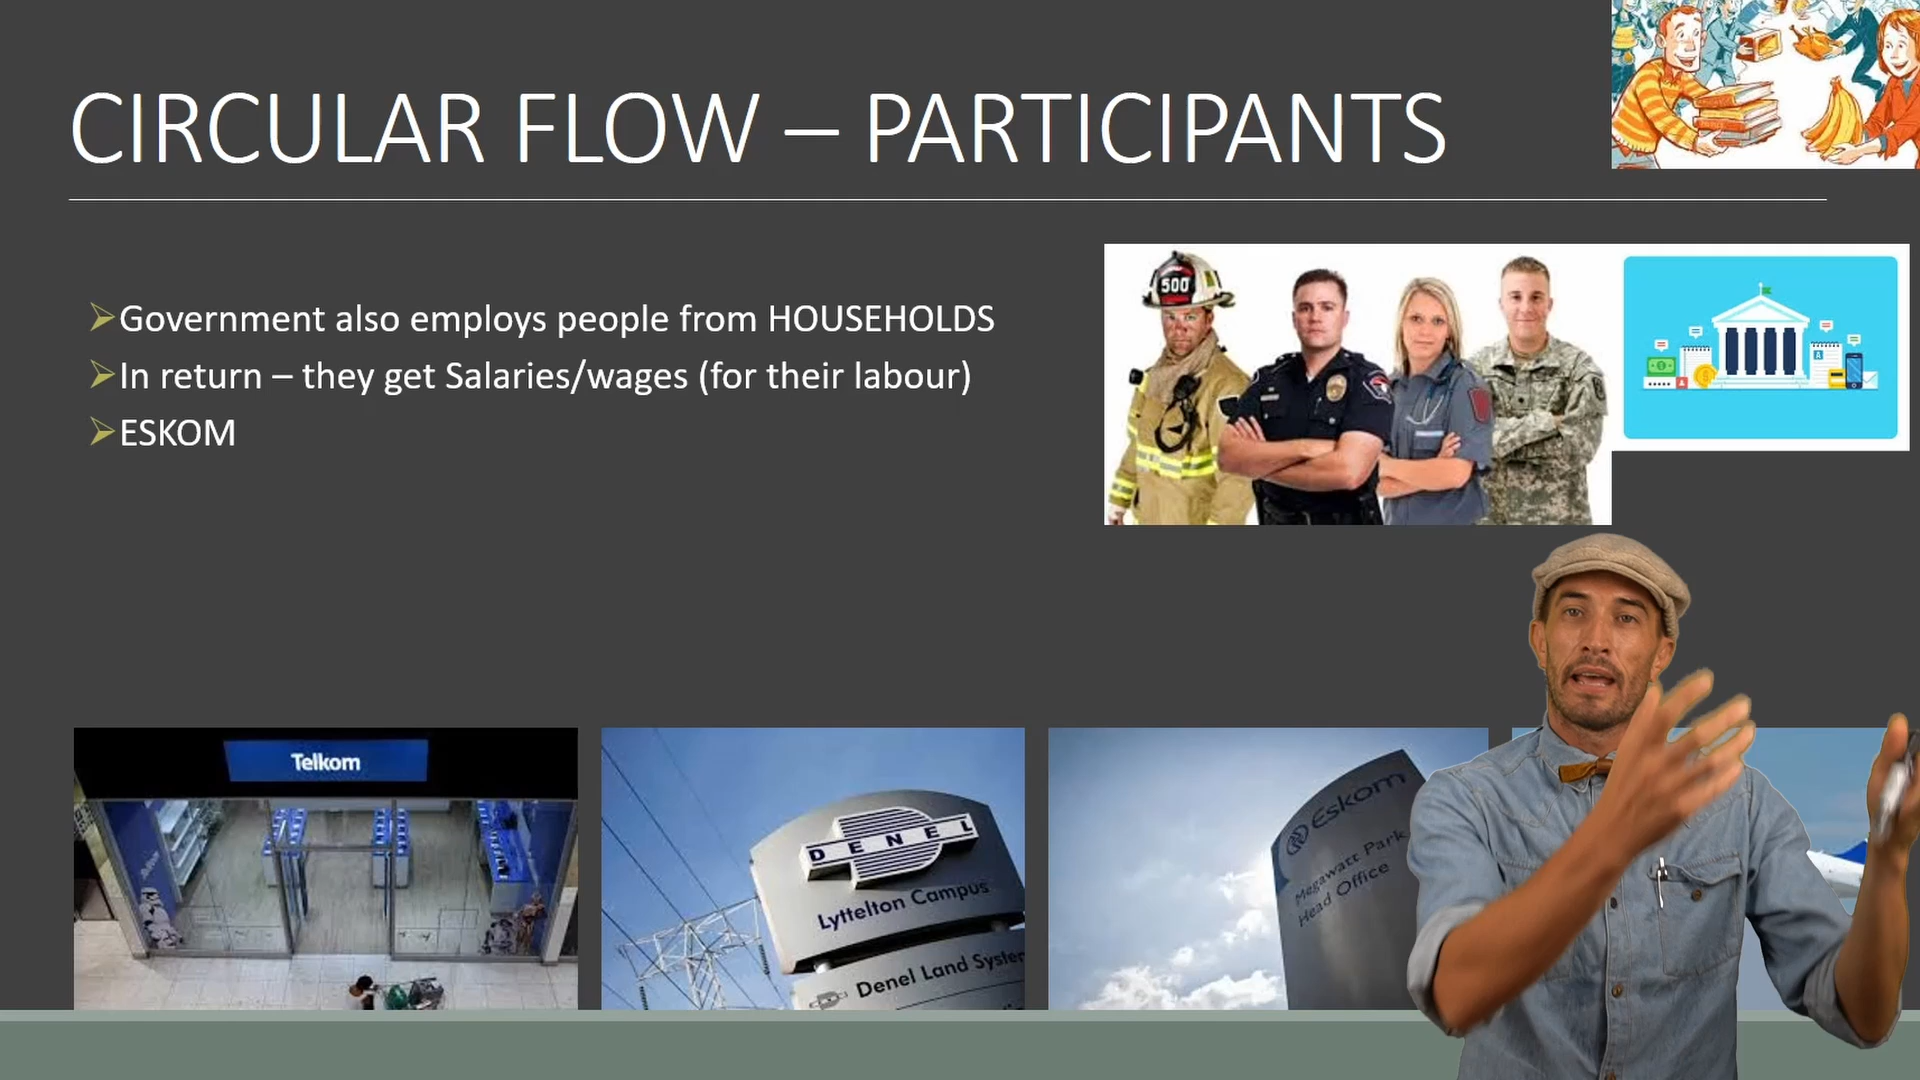 CIRCULAR FLOW – PARTICIPANTS
Government also employs people from HOUSEHOLDS
In return – they get Salaries/wages (for their labour)
ESKOM
500
Telkom
DENEL
Lyttelton Campus
Denel Land System
Eskom
Megawatt Park
Head Office